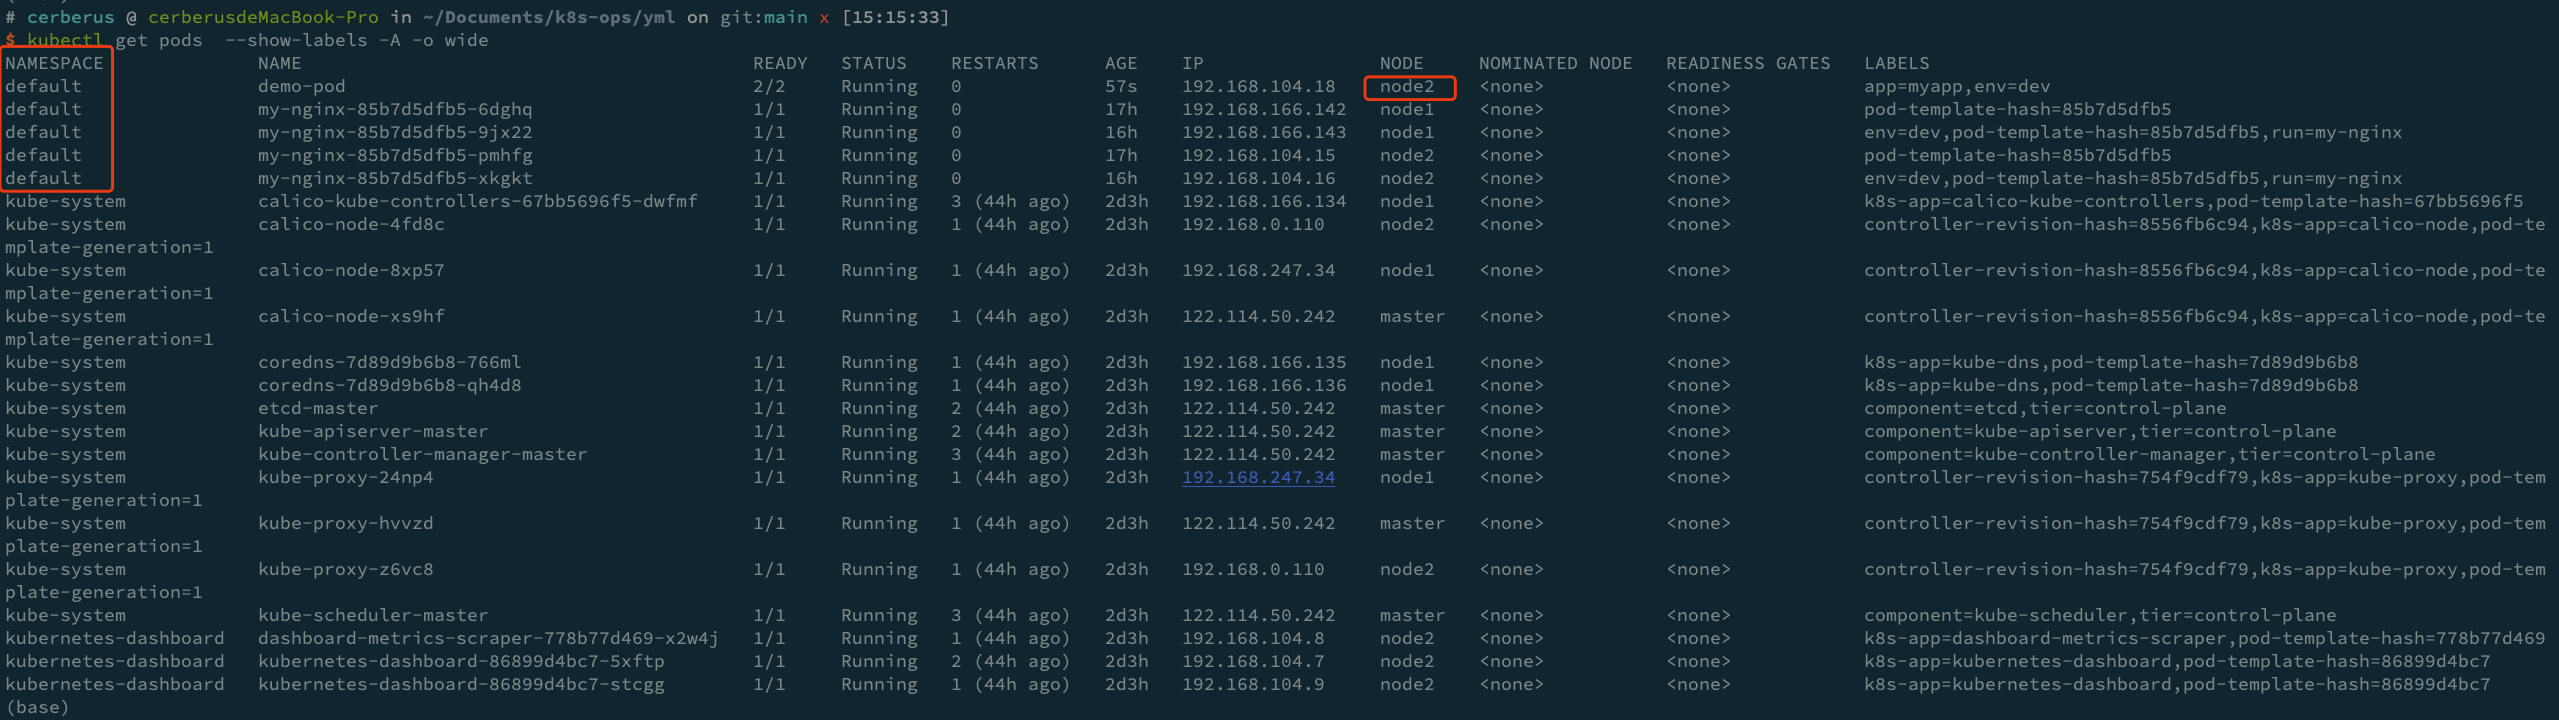 # cerberus @ cerberusdeMacBook-Pro in ~/Documents/k8s-ops/yml on git:main x [15:15:33]
$ kubectl get pods  --show-labels -A -o wide
NAMESPACE NAME READY STATUS RESTARTS AGE IP NODE NOMINATED NODE READINESS GATES LABELS
default demo-pod 2/2 Running 0 57s 192.168.104.18 node2 <none> <none> app=myapp,env=dev
default my-nginx-85b7d5dfb5-6dghq 1/1 Running 0 17h 192.168.166.142 node1 <none> <none> pod-template-hash=85b7d5dfb5
default my-nginx-85b7d5dfb5-9jx22 1/1 Running 0 16h 192.168.166.143 node1 <none> <none> env=dev,pod-template-hash=85b7d5dfb5,run=my-nginx
default my-nginx-85b7d5dfb5-pmhfg 1/1 Running 0 17h 192.168.104.15 node2 <none> <none> pod-template-hash=85b7d5dfb5
default my-nginx-85b7d5dfb5-xkgkt 1/1 Running 0 16h 192.168.104.16 node2 <none> <none> env=dev,pod-template-hash=85b7d5dfb5,run=my-nginx
kube-system calico-kube-controllers-67bb5696f5-dwfmf 1/1 Running 3 (44h ago) 2d3h 192.168.166.134 node1 <none> <none> k8s-app=calico-kube-controllers,pod-template-hash=67bb5696f5
kube-system calico-node-4fd8c 1/1 Running 1 (44h ago) 2d3h 192.168.0.110 node2 <none> <none> controller-revision-hash=8556fb6c94,k8s-app=calico-node,pod-te
mplate-generation=1
kube-system calico-node-8xp57 1/1 Running 1 (44h ago) 2d3h 192.168.247.34 node1 <none> <none> controller-revision-hash=8556fb6c94,k8s-app=calico-node,pod-te
mplate-generation=1
kube-system calico-node-xs9hf 1/1 Running 1 (44h ago) 2d3h 122.114.50.242 master <none> <none> controller-revision-hash=8556fb6c94,k8s-app=calico-node,pod-te
mplate-generation=1
kube-system coredns-7d89d9b6b8-766ml 1/1 Running 1 (44h ago) 2d3h 192.168.166.135 node1 <none> <none> k8s-app=kube-dns,pod-template-hash=7d89d9b6b8
kube-system coredns-7d89d9b6b8-qh4d8 1/1 Running 1 (44h ago) 2d3h 192.168.166.136 node1 <none> <none> k8s-app=kube-dns,pod-template-hash=7d89d9b6b8
kube-system etcd-master 1/1 Running 2 (44h ago) 2d3h 122.114.50.242 master <none> <none> component=etcd,tier=control-plane
kube-system kube-apiserver-master 1/1 Running 2 (44h ago) 2d3h 122.114.50.242 master <none> <none> component=kube-apiserver,tier=control-plane
kube-system kube-controller-manager-master 1/1 Running 3 (44h ago) 2d3h 122.114.50.242 master <none> <none> component=kube-controller-manager,tier=control-plane
kube-system kube-proxy-24np4 1/1 Running 1 (44h ago) 2d3h 192.168.247.34 node1 <none> <none> controller-revision-hash=754f9cdf79,k8s-app=kube-proxy,pod-tem
plate-generation=1
kube-system kube-proxy-hvvzd 1/1 Running 1 (44h ago) 2d3h 122.114.50.242 master <none> <none> controller-revision-hash=754f9cdf79,k8s-app=kube-proxy,pod-tem
plate-generation=1
kube-system kube-proxy-z6vc8 1/1 Running 1 (44h ago) 2d3h 192.168.0.110 node2 <none> <none> controller-revision-hash=754f9cdf79,k8s-app=kube-proxy,pod-tem
plate-generation=1
kube-system kube-scheduler-master 1/1 Running 3 (44h ago) 2d3h 122.114.50.242 master <none> <none> component=kube-scheduler,tier=control-plane
kubernetes-dashboard dashboard-metrics-scraper-778b77d469-x2w4j 1/1 Running 1 (44h ago) 2d3h 192.168.104.8 node2 <none> <none> k8s-app=dashboard-metrics-scraper,pod-template-hash=778b77d469
kubernetes-dashboard kubernetes-dashboard-86899d4bc7-5xftp 1/1 Running 2 (44h ago) 2d3h 192.168.104.7 node2 <none> <none> k8s-app=kubernetes-dashboard,pod-template-hash=86899d4bc7
kubernetes-dashboard kubernetes-dashboard-86899d4bc7-stcgg 1/1 Running 1 (44h ago) 2d3h 192.168.104.9 node2 <none> <none> k8s-app=kubernetes-dashboard,pod-template-hash=86899d4bc7
(base)